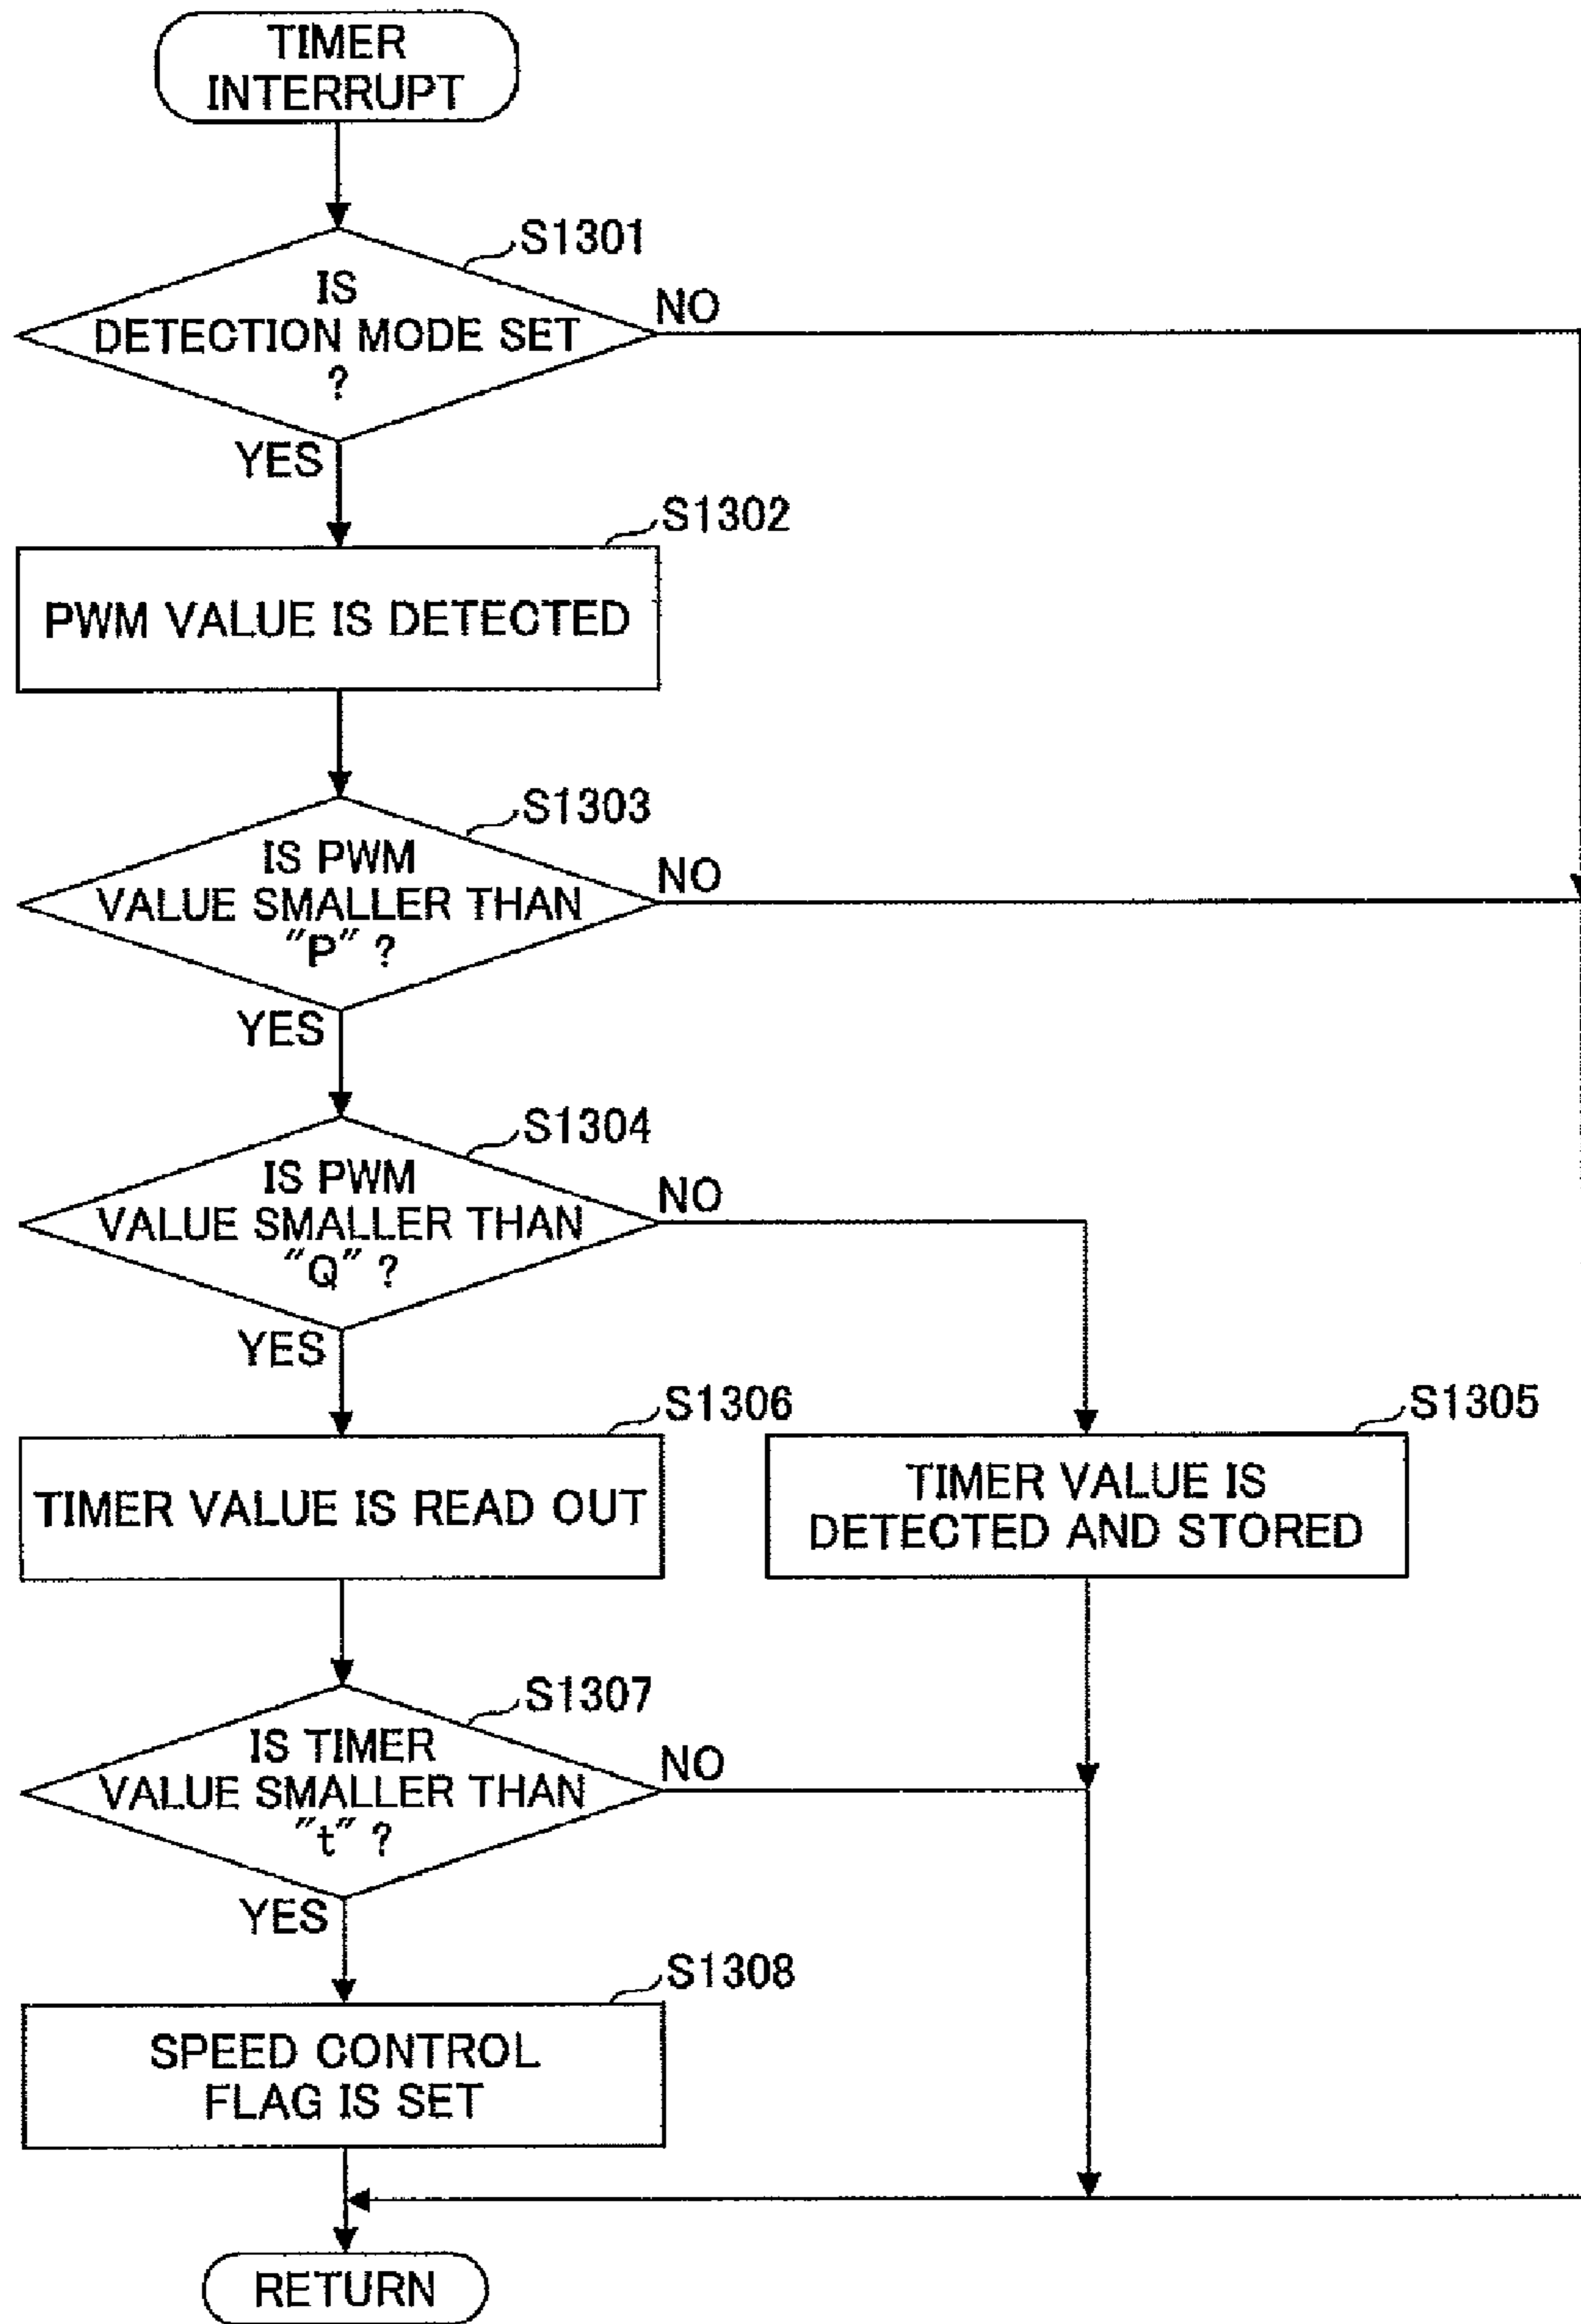 TIMER
INTERRUPT
S1301
IS
DETECTION MODE SET
?
NO
YES
S1302
PWM VALUE IS DETECTED
S1303
IS PWM
VALUE SMALLER THAN
"P" ?
NO
YES
S1304
IS PWM
VALUE SMALLER THAN
"Q" ?
NO
YES
S1306
TIMER VALUE IS READ OUT
S1305
TIMER VALUE IS
DETECTED AND STORED
S1307
IS TIMER
VALUE SMALLER THAN
"t" ?
NO
YES
S1308
SPEED CONTROL
FLAG IS SET
RETURN